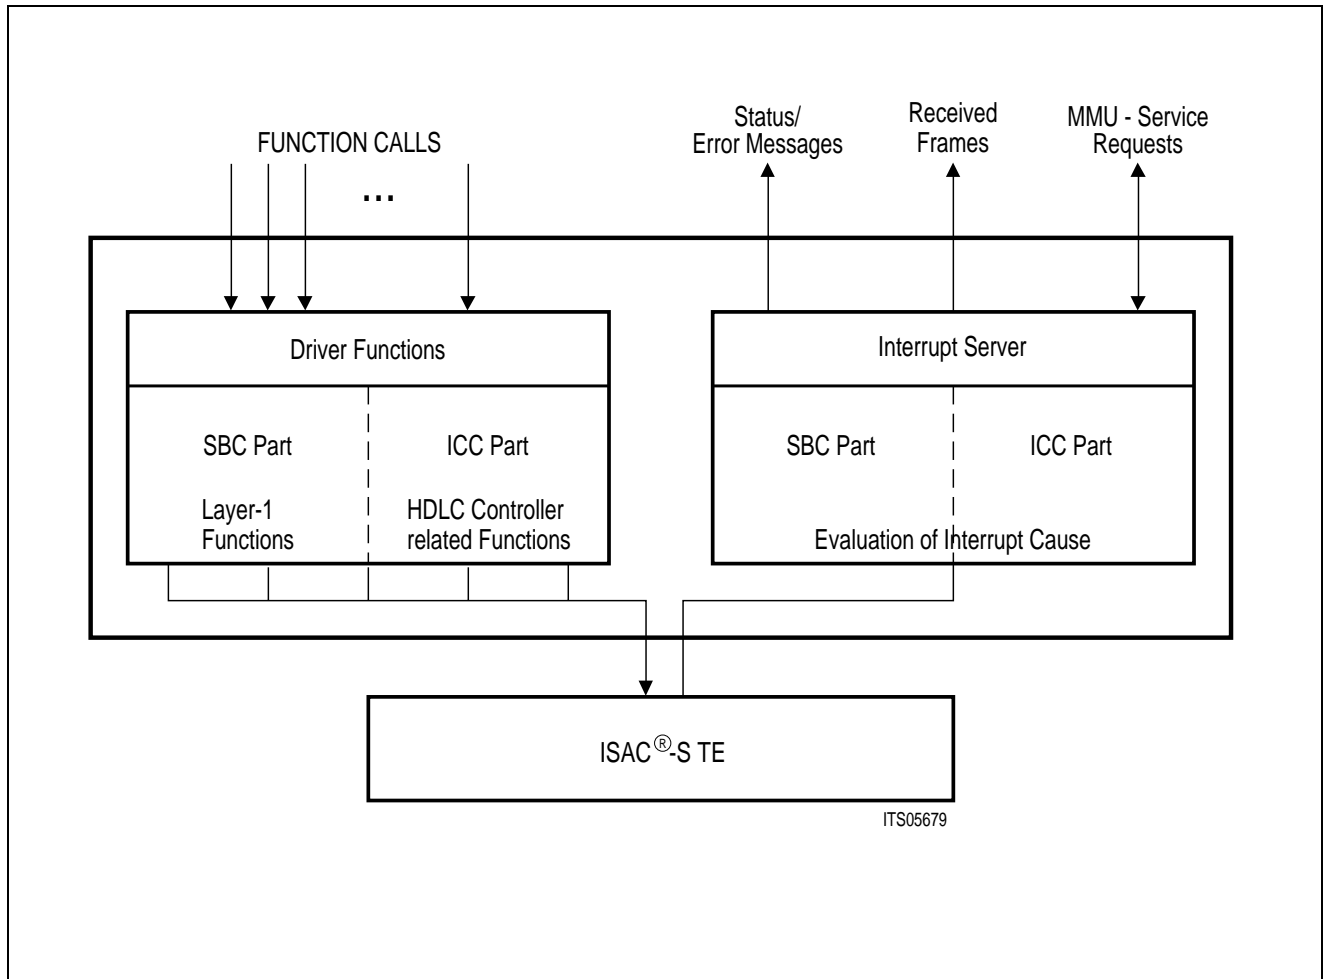 FUNCTION CALLS
...
Status/
Error Messages
Received
Frames
MMU - Service
Requests
Driver Functions
SBC Part
ICC Part
Layer-1
Functions
HDLC Controller
related Functions
Interrupt Server
SBC Part
ICC Part
Evaluation of Interrupt Cause
ISAC®-S TE
ITS05679